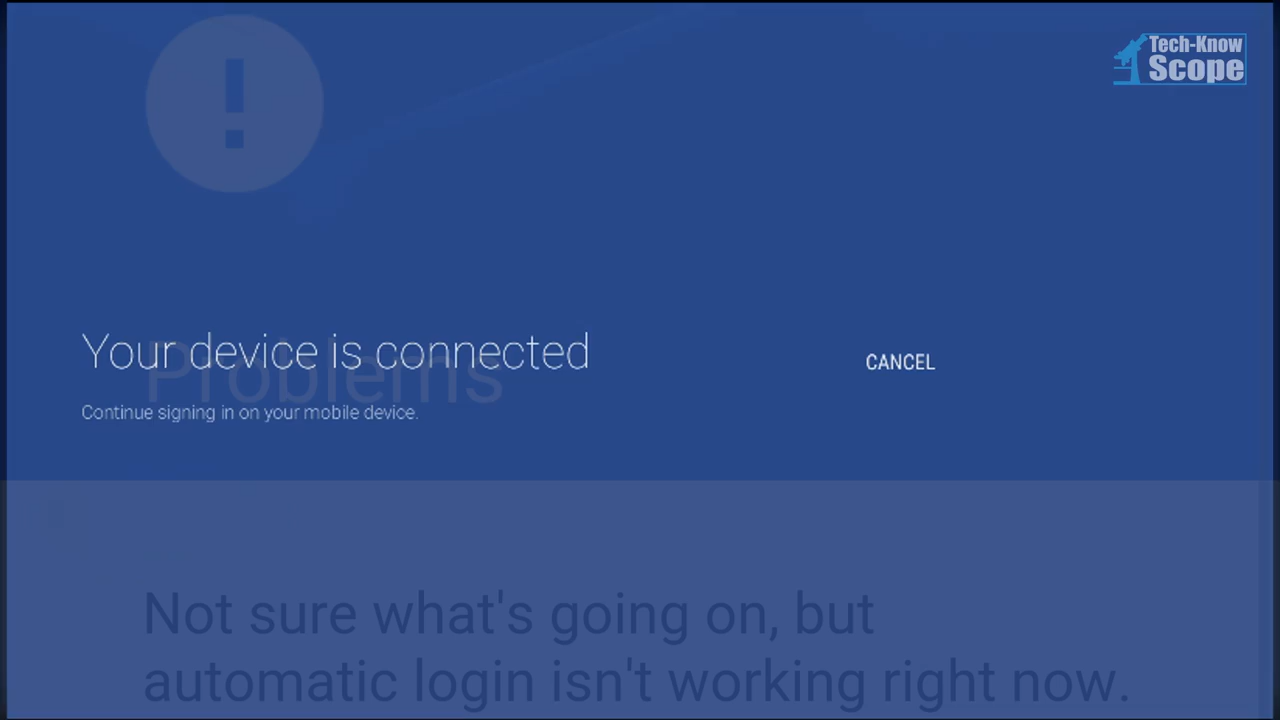 Tech-Know
Scope
!
Your device is connected
CANCEL
Problems
Continue signing in on your mobile device.
Not sure what's going on, but
automatic login isn't working right now.